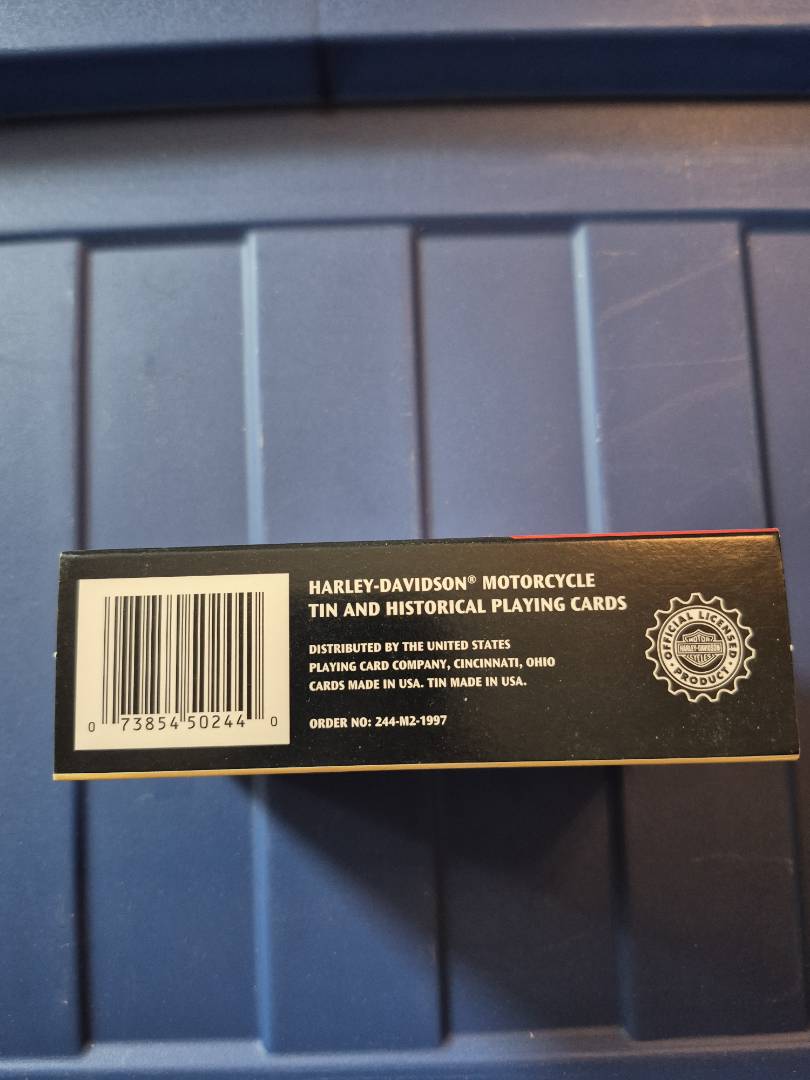 HARLEY-DAVIDSON® MOTORCYCLE
TIN AND HISTORICAL PLAYING CARDS
DISTRIBUTED BY THE UNITED STATES
PLAYING CARD COMPANY, CINCINNATI, OHIO
CARDS MADE IN USA. TIN MADE IN USA.
ORDER NO: 244-M2-1997
0 73854 50244 0
OFFICIAL LICENSED
MOTOR
HARLEY-DAVIDSON
CYCLES
PRODUCT